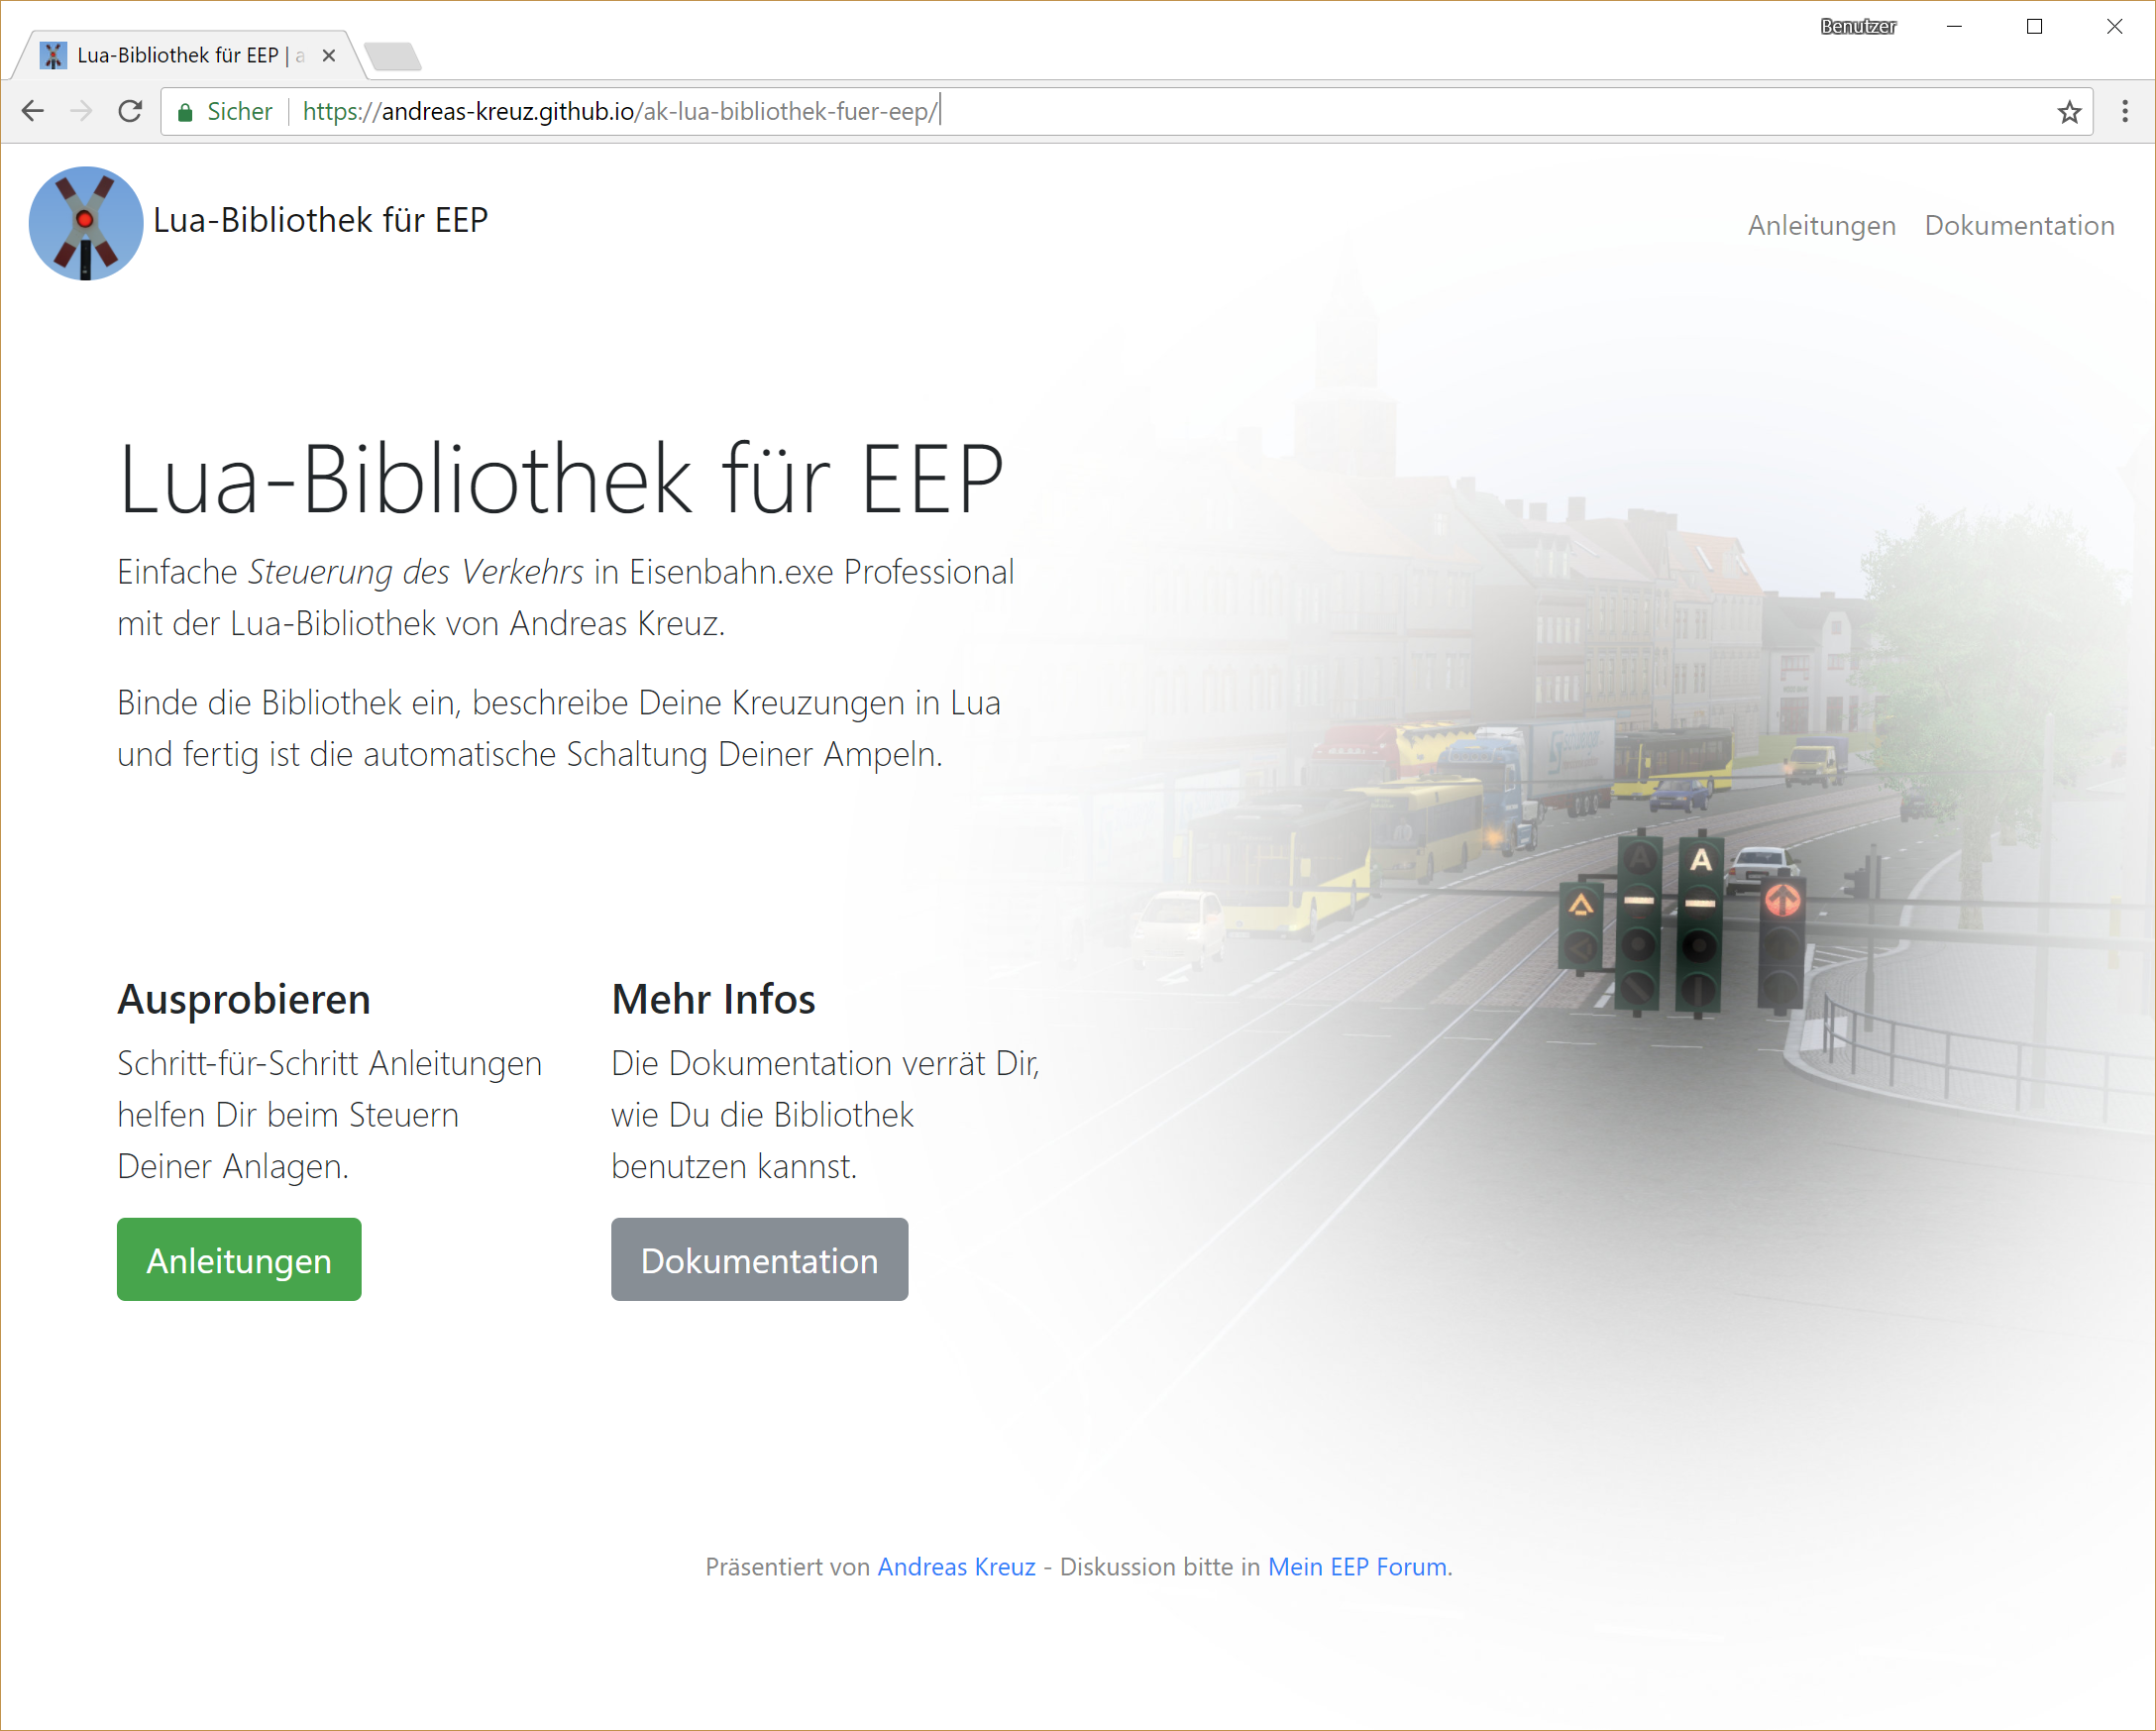 Benutzer
Lua-Bibliothek für EEP | a
Sicher https://andreas-kreuz.github.io/ak-lua-bibliothek-fuer-eep/
Lua-Bibliothek für EEP
Anleitungen Dokumentation
Lua-Bibliothek für EEP
Einfache Steuerung des Verkehrs in Eisenbahn.exe Professional
mit der Lua-Bibliothek von Andreas Kreuz.
Binde die Bibliothek ein, beschreibe Deine Kreuzungen in Lua
und fertig ist die automatische Schaltung Deiner Ampeln.
A A
Ausprobieren
Schritt-für-Schritt Anleitungen
helfen Dir beim Steuern
Deiner Anlagen.
Anleitungen
Mehr Infos
Die Dokumentation verrät Dir,
wie Du die Bibliothek
benutzen kannst.
Dokumentation
Präsentiert von Andreas Kreuz - Diskussion bitte in Mein EEP Forum.